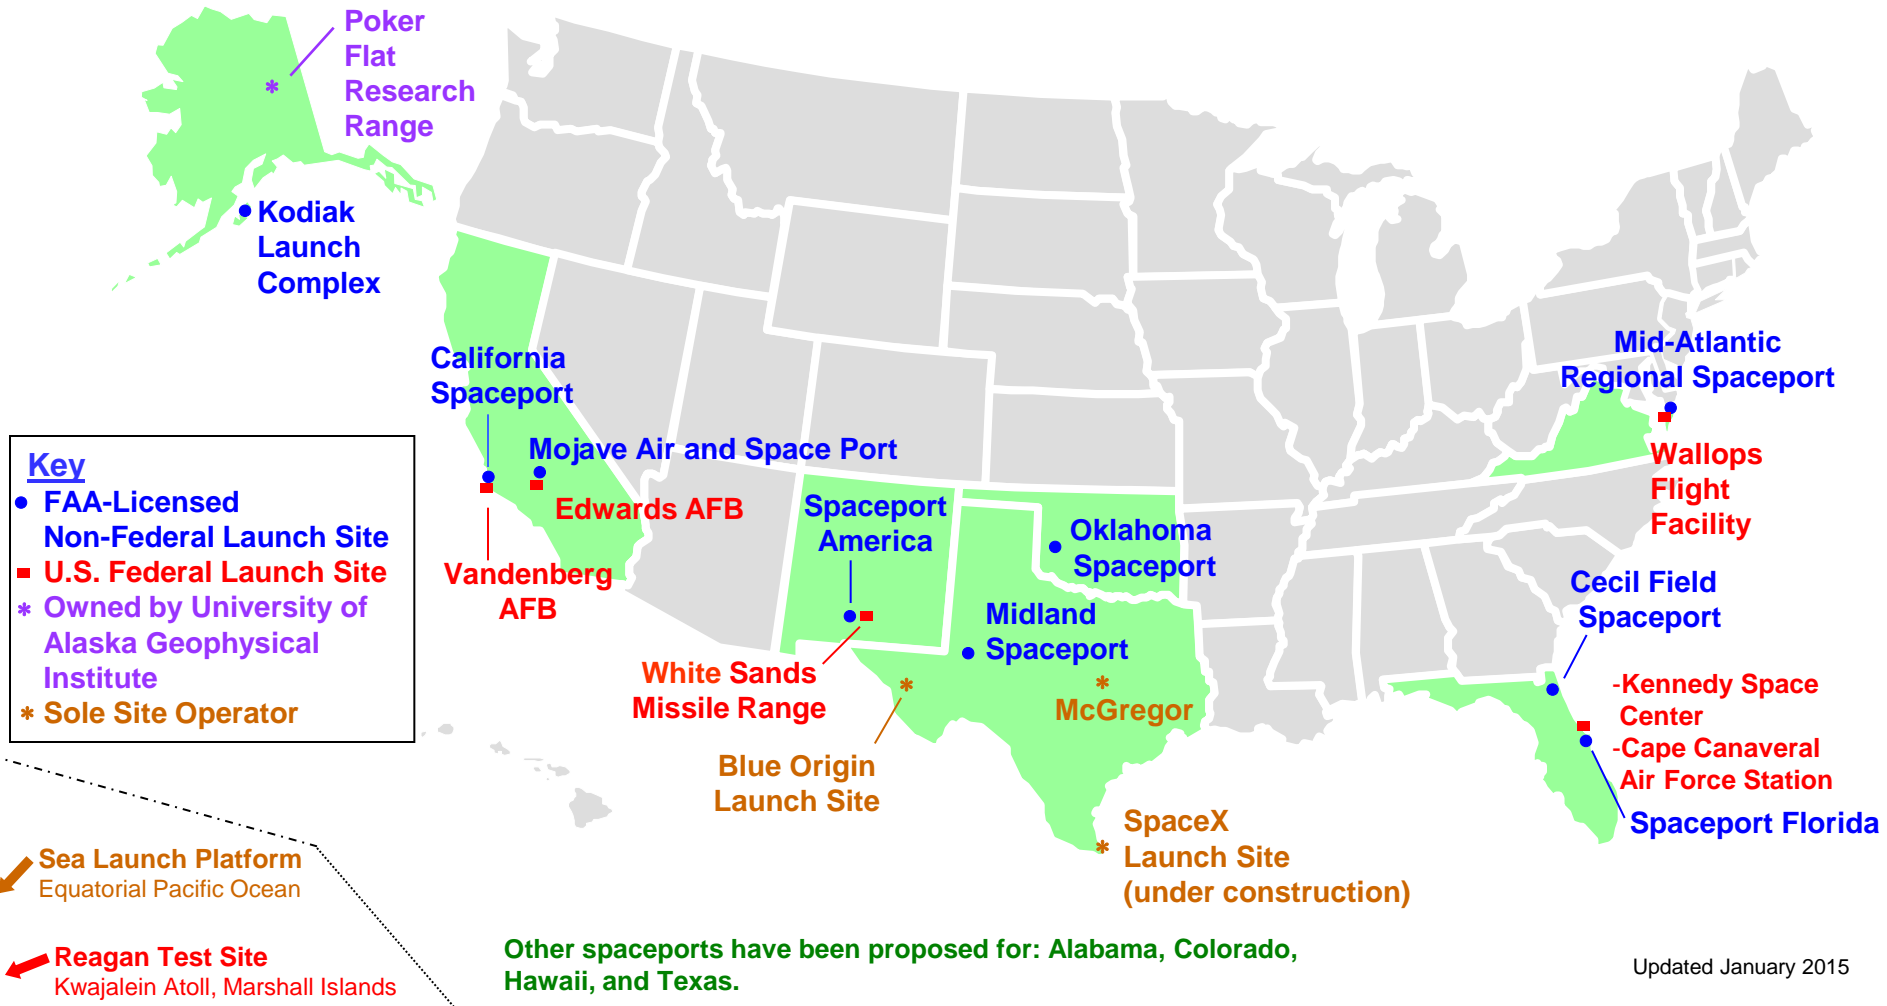 Poker
Flat
Research
Range
Kodiak
Launch
Complex
California
Spaceport
Mojave Air and Space Port
Edwards AFB
Vandenberg
AFB
Key
FAA-Licensed
Non-Federal Launch Site
U.S. Federal Launch Site
* Owned by University of
Alaska Geophysical
Institute
* Sole Site Operator
Spaceport
America
Oklahoma
Spaceport
Midland
Spaceport
White Sands
Missile Range
McGregor
Blue Origin
Launch Site
SpaceX
Launch Site
(under construction)
Mid-Atlantic
Regional Spaceport
Wallops
Flight
Facility
Cecil Field
Spaceport
-Kennedy Space
Center
-Cape Canaveral
Air Force Station
Spaceport Florida
Sea Launch Platform
Equatorial Pacific Ocean
Reagan Test Site
Kwajalein Atoll, Marshall Islands
Other spaceports have been proposed for: Alabama, Colorado,
Hawaii, and Texas.
Updated January 2015